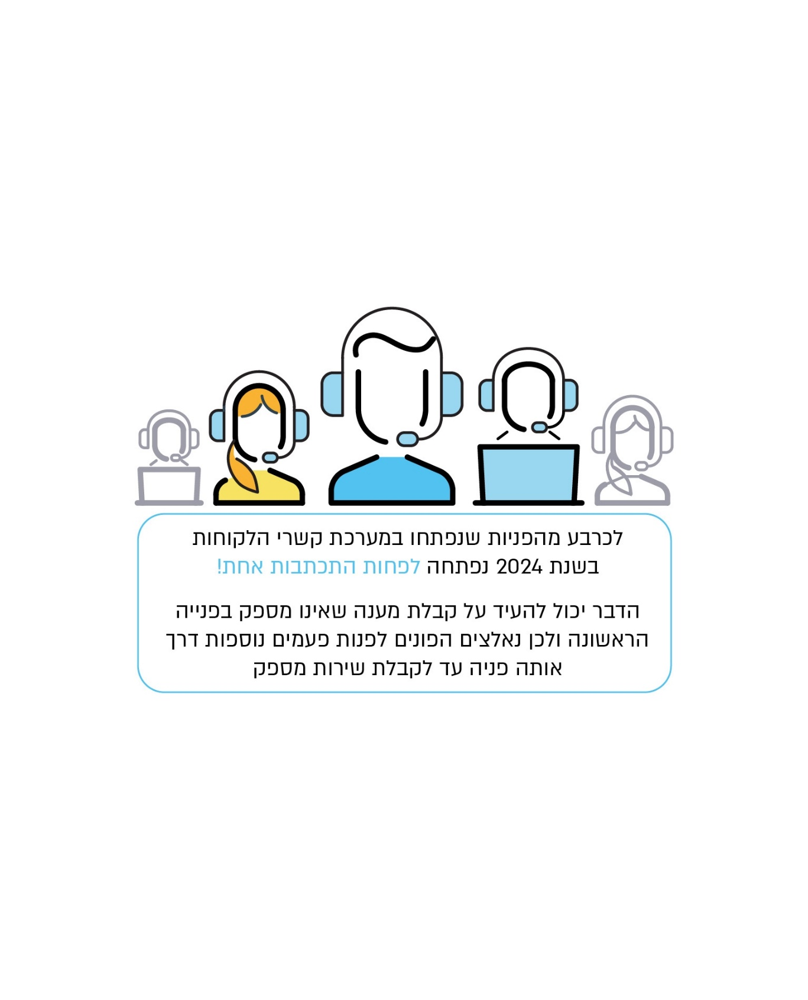 לכרבע מהפניות שנפתחו במערכת קשרי הלקוחות
בשנת 2024 נפתחה לפחות התכתבות אחת!
הדבר יכול להעיד על קבלת מענה שאינו מספק בפנייה
הראשונה ולכן נאלצים הפונים לפנות פעמים נוספות דרך
אותה פניה עד לקבלת שירות מספק